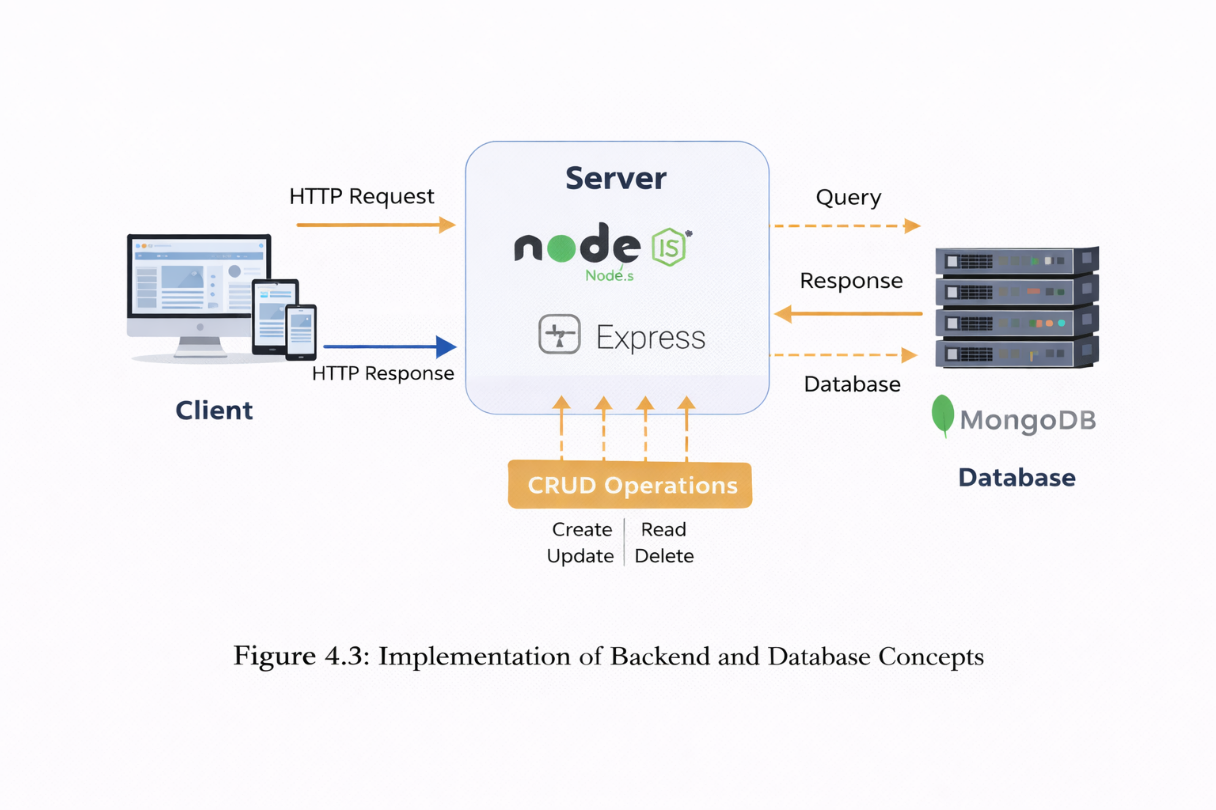 Server
HTTP Request
Query
node JS
Node.s
Response
Express
HTTP Response
Database
Client
MongoDB
Database
CRUD Operations
Create Read
Update Delete
Figure 4.3: Implementation of Backend and Database Concepts